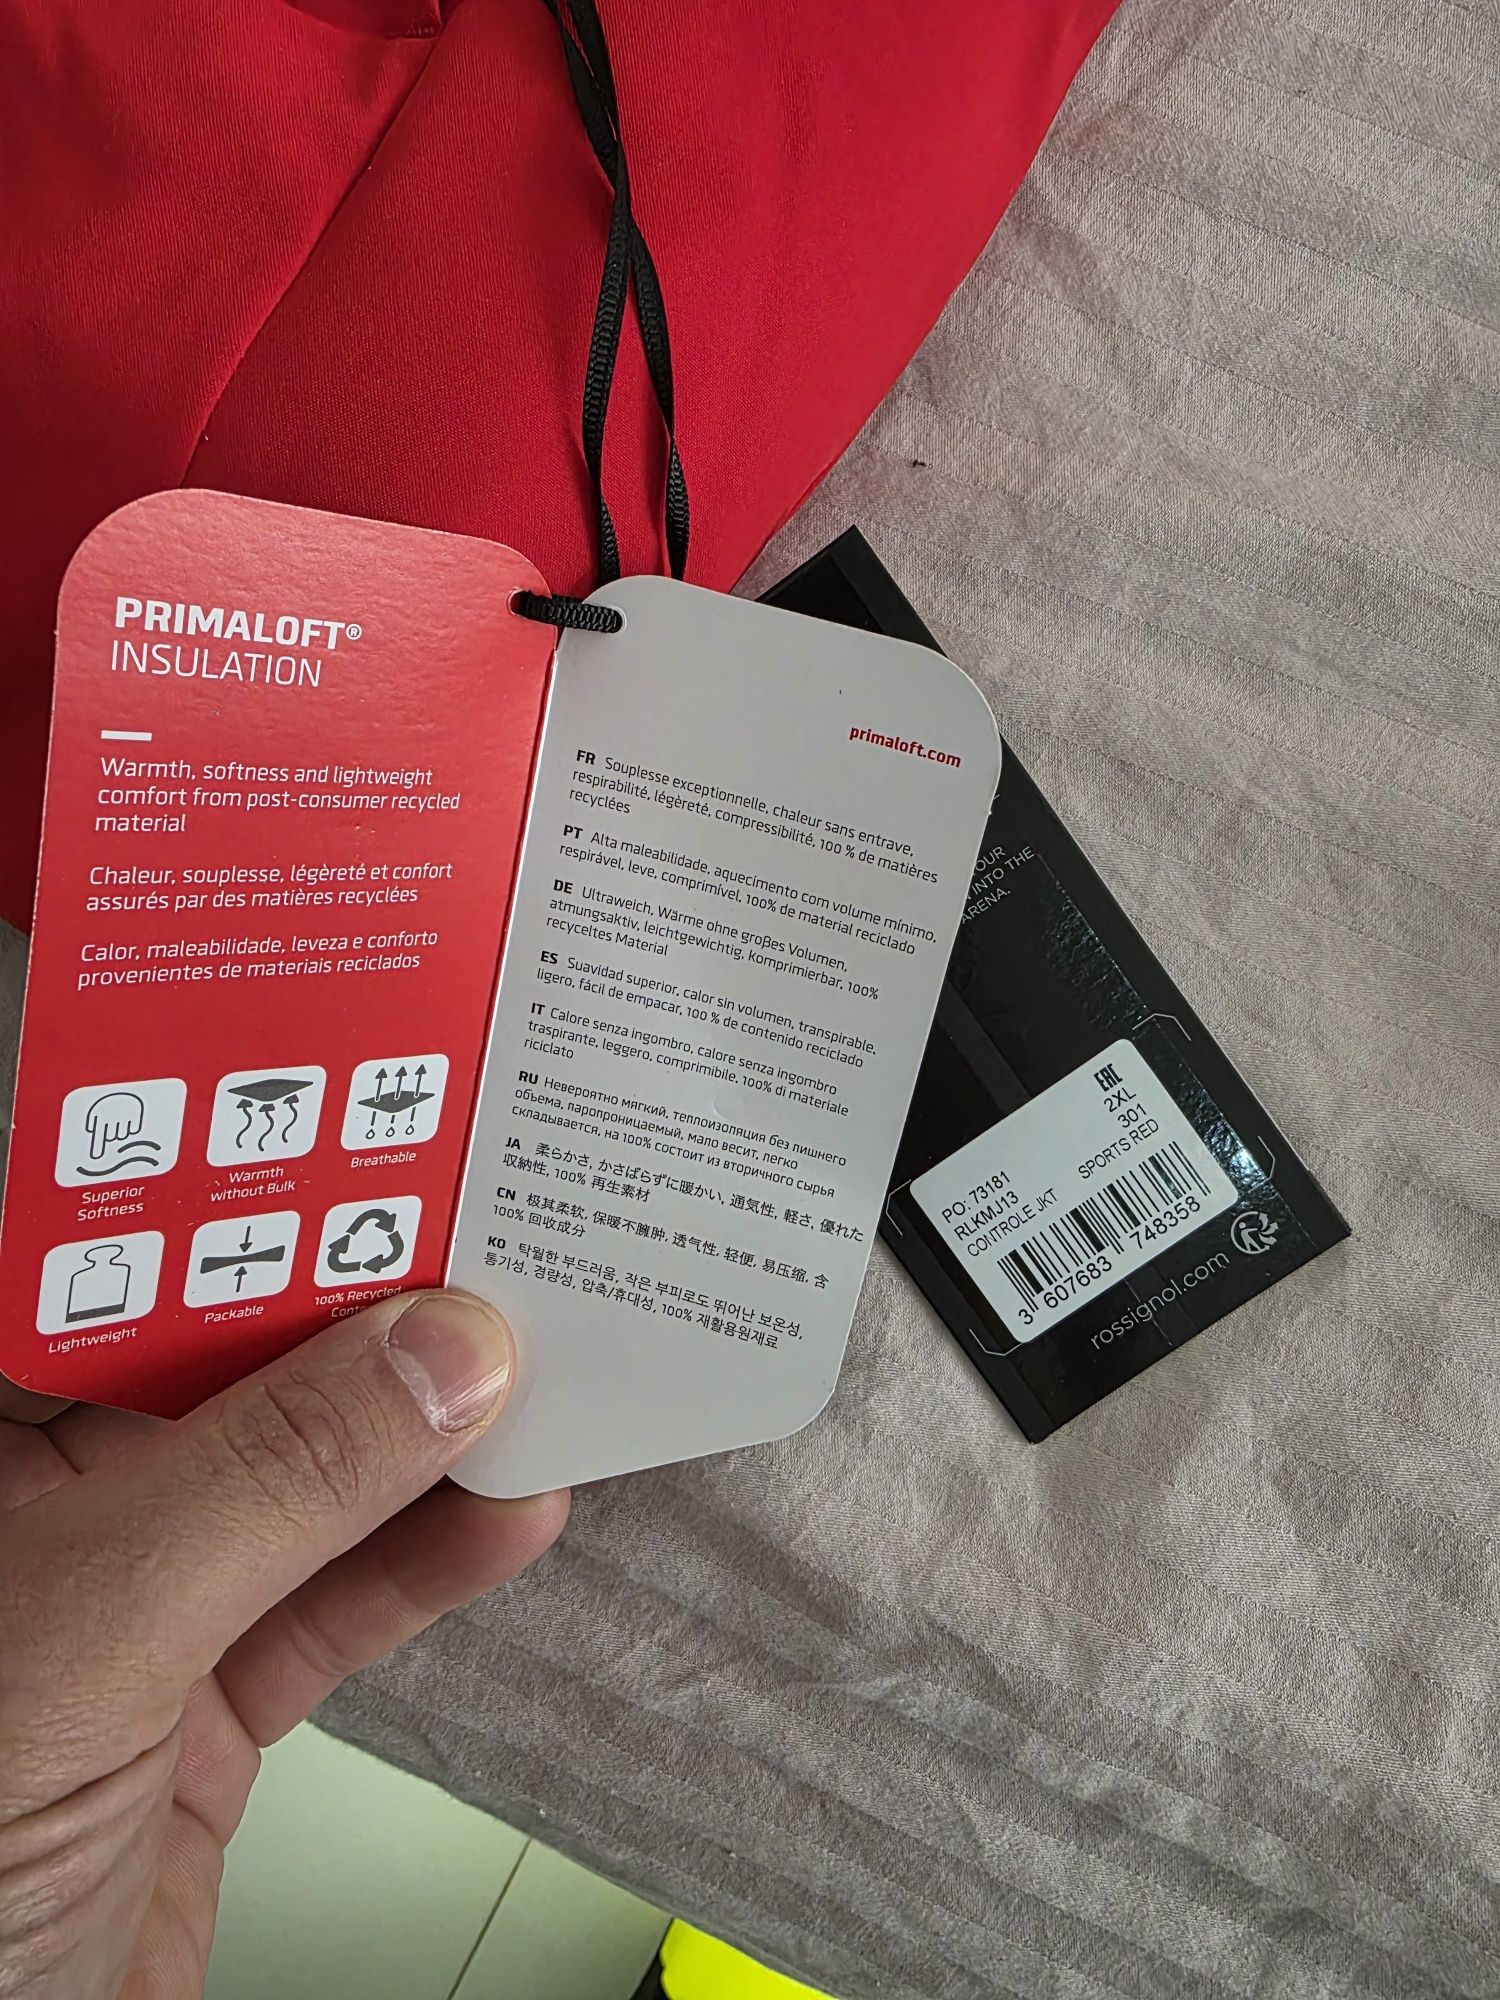 PRIMALOFT®
INSULATION
Warmth, softness and lightweight
comfort from post-consumer recycled
material
Chaleur, souplesse, légèreté et confort
assurés par des matières recyclées
Calor, maleabilidade, leveza e conforto
provenientes de materiais reciclados
Superior
Softness
Warmth
without Bulk
Breathable
Lightweight
Packable
100% Recycled
primaloft.com
FR Souplesse exceptionnelle, chaleur sans entrave,
respirabilité, légèreté, compressibilité, 100 % de matières
recyclées
PT Alta maleabilidade, aquecimento com volume mínimo,
respirável, leve, comprimível, 100% de material reciclado
DE Ultraweich, Wärme ohne großes Volumen,
atmungsaktiv, leichtgewichtig, komprimierbar, 100%
recyceltes Material
ES Suavidad superior, calor sin volumen, transpirable,
ligero, fácil de empacar, 100 % de contenido reciclado
IT Calore senza ingombro, calore senza ingombro
traspirante, leggero, comprimibile, 100% di materiale
riciclato
RU Невероятно мягкий, теплоизоляция без лишнего
объема, паропроницаемый, мало весит, легко
складывается, на 100% состоит из вторичного сырья
JA 柔らかさ, かさばらずに暖かい, 通気性, 軽さ, 優れた
収納性, 100% 再生素材
CN 极其柔软, 保暖不臃肿, 透气性, 轻便, 易压缩, 含
100% 回收成分
KO 탁월한 부드러움, 작은 부피로도 뛰어난 보온성,
통기성, 경량성, 압축/휴대성, 100% 재활용원재료
OUR
INTO THE
ARENA.
EAC
2XL
301
SPORTS RED
PO: 73181
RLKMJ13
CONTROLE JKT
3 607683 748358
rossignol.com